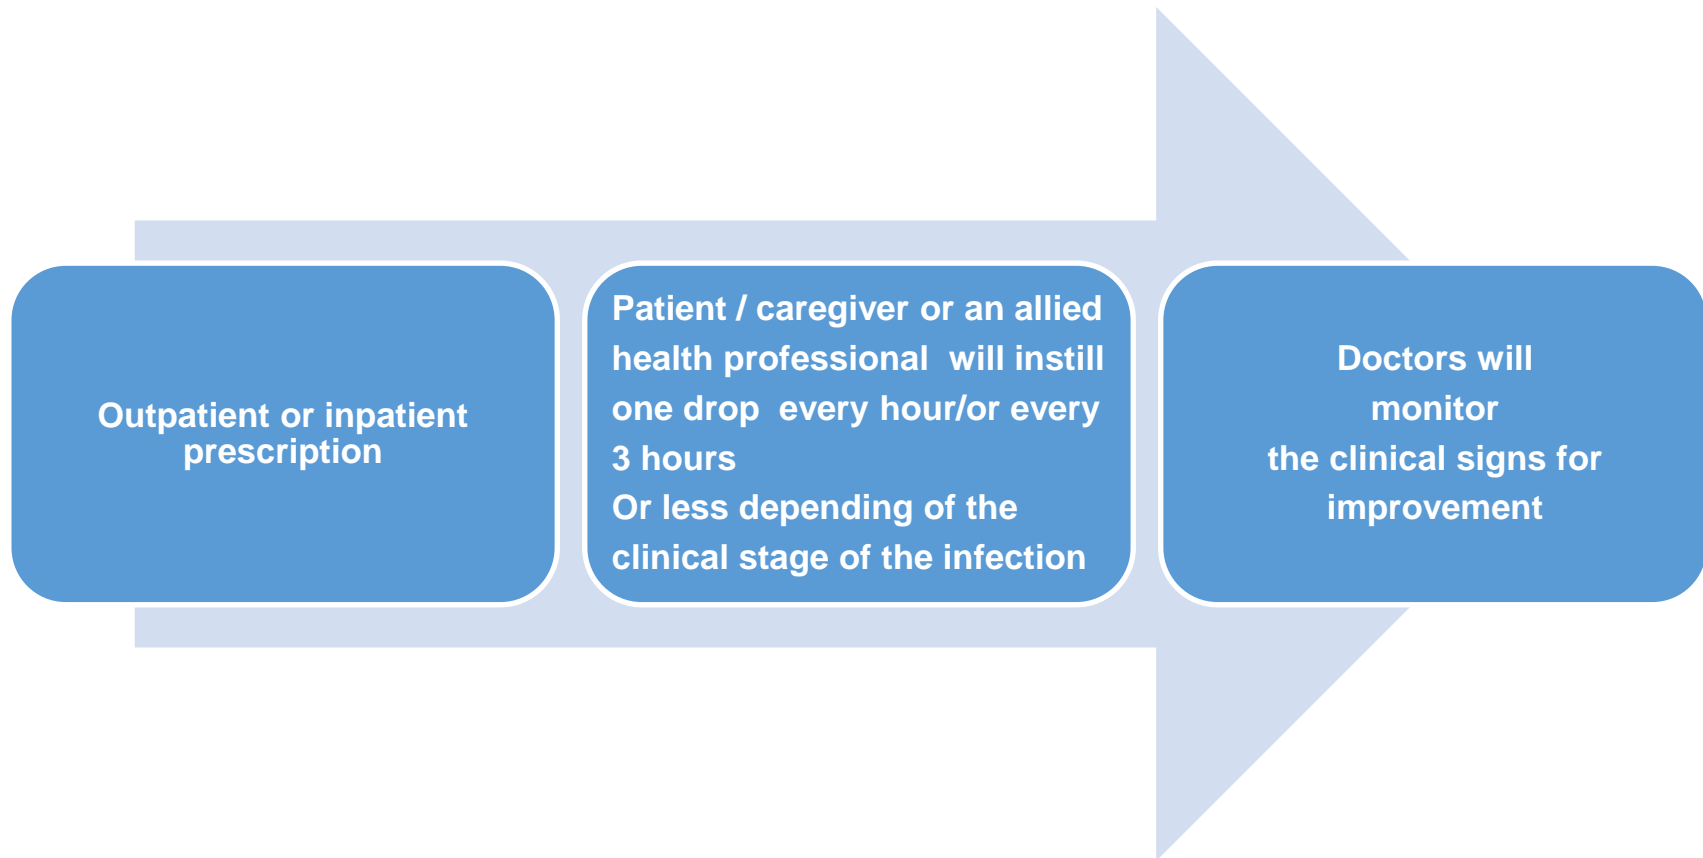 Outpatient or inpatient
prescription
Patient / caregiver or an allied
health professional  will instill
one drop  every hour/or every
3 hours
Or less depending of the
clinical stage of the infection
Doctors will
monitor
the clinical signs for
improvement